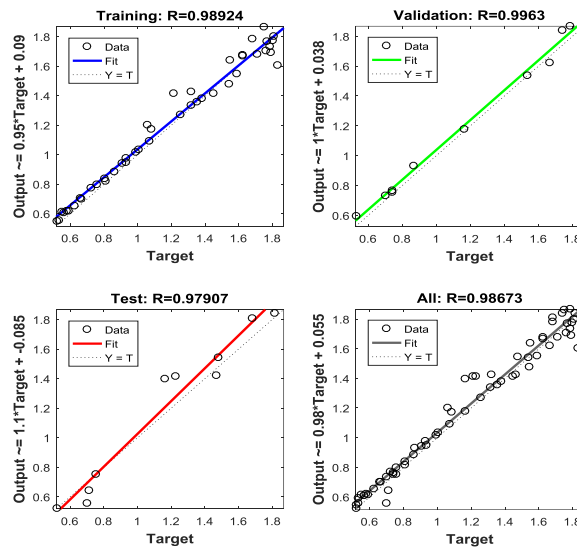 Training: R=0.98924
Output ~= 0.95*Target + 0.09
Data
Fit
Y = T
1.8
1.6
1.4
1.2
1
0.8
0.6
0.6 0.8 1 1.2 1.4 1.6 1.8
Target
Validation: R=0.9963
Output ~= 1*Target + 0.038
Data
Fit
Y = T
1.8
1.6
1.4
1.2
1
0.8
0.6
0.6 0.8 1 1.2 1.4 1.6 1.8
Target
Test: R=0.97907
Output ~= 1.1*Target + -0.085
Data
Fit
Y = T
1.8
1.6
1.4
1.2
1
0.8
0.6
0.6 0.8 1 1.2 1.4 1.6 1.8
Target
All: R=0.98673
Output ~= 0.98*Target + 0.055
Data
Fit
Y = T
1.8
1.6
1.4
1.2
1
0.8
0.6
0.6 0.8 1 1.2 1.4 1.6 1.8
Target